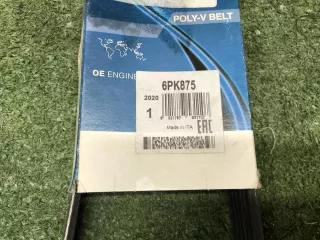 POLY-V BELT
OE ENGINE
6PK875
2020
1
Made in ITA
EAC